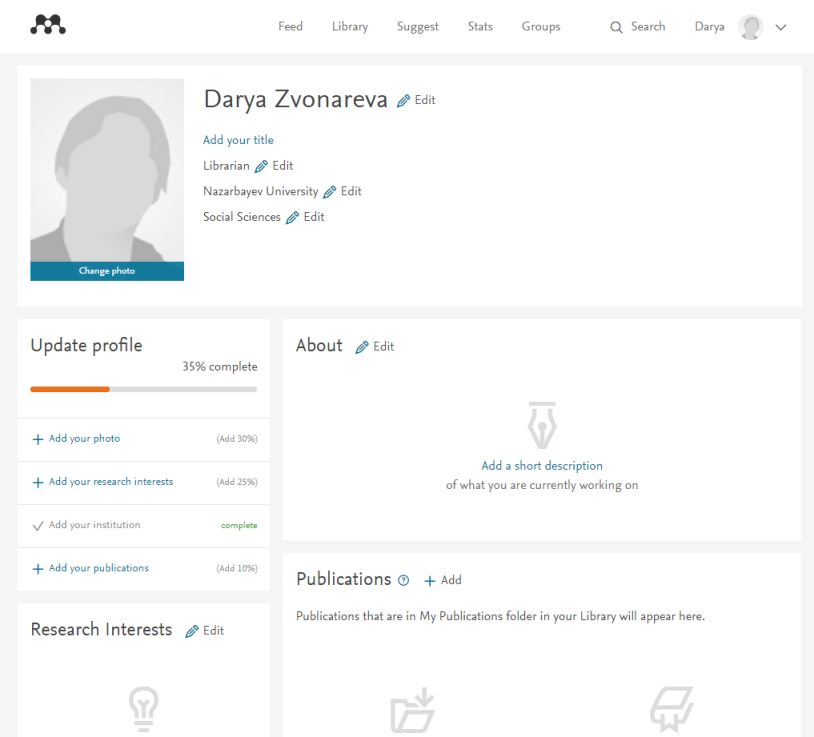 Feed Library Suggest Stats Groups Search Darya
Darya Zvonareva Edit
Add your title
Librarian Edit
Nazarbayev University Edit
Social Sciences Edit
Change photo
Update profile
35% complete
Add your photo (Add 30%)
Add your research interests (Add 25%)
Add your institution complete
Add your publications (Add 10%)
Research Interests Edit
About Edit
Add a short description
of what you are currently working on
Publications ? + Add
Publications that are in My Publications folder in your Library will appear here.